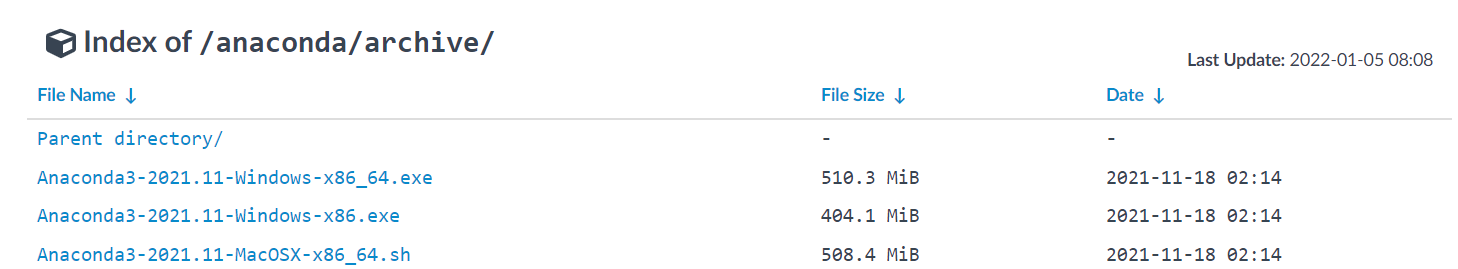 Index of /anaconda/archive/
Last Update: 2022-01-05 08:08
File Name ↓ File Size ↓ Date ↓
Parent directory/ - -
Anaconda3-2021.11-Windows-x86_64.exe 510.3 MiB 2021-11-18 02:14
Anaconda3-2021.11-Windows-x86.exe 404.1 MiB 2021-11-18 02:14
Anaconda3-2021.11-MacOSX-x86_64.sh 508.4 MiB 2021-11-18 02:14